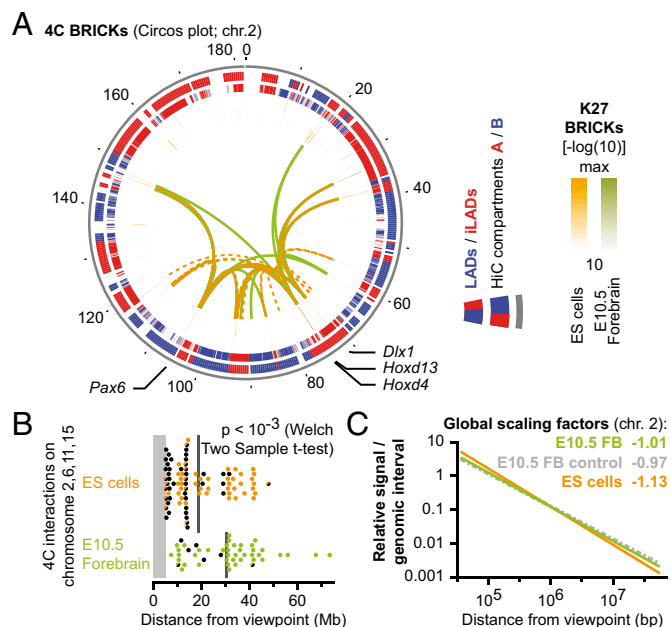 A 4C BRICKs (Circos plot; chr.2)
180 0
20
40
60
80
100
120
140
160
Dlx1
Hoxd13
Hoxd4
Pax6
LADs / iLADs
HiC compartments A / B
K27
BRICKs
[-log(10)]
max
10
ES cells
E10.5
Forebrain
B
p < 10-3 (Welch
Two Sample t-test)
4C interactions on
chromosome 2,6,11,15
ES cells
E10.5
Forebrain
0 20 40 60
Distance from viewpoint (Mb)
C
Global scaling factors (chr. 2):
E10.5 FB -1.01
E10.5 FB control -0.97
ES cells -1.13
Relative signal /
genomic interval
10
5
1
0.1
0.01
0.001
10^5 10^6 10^7
Distance from viewpoint (bp)